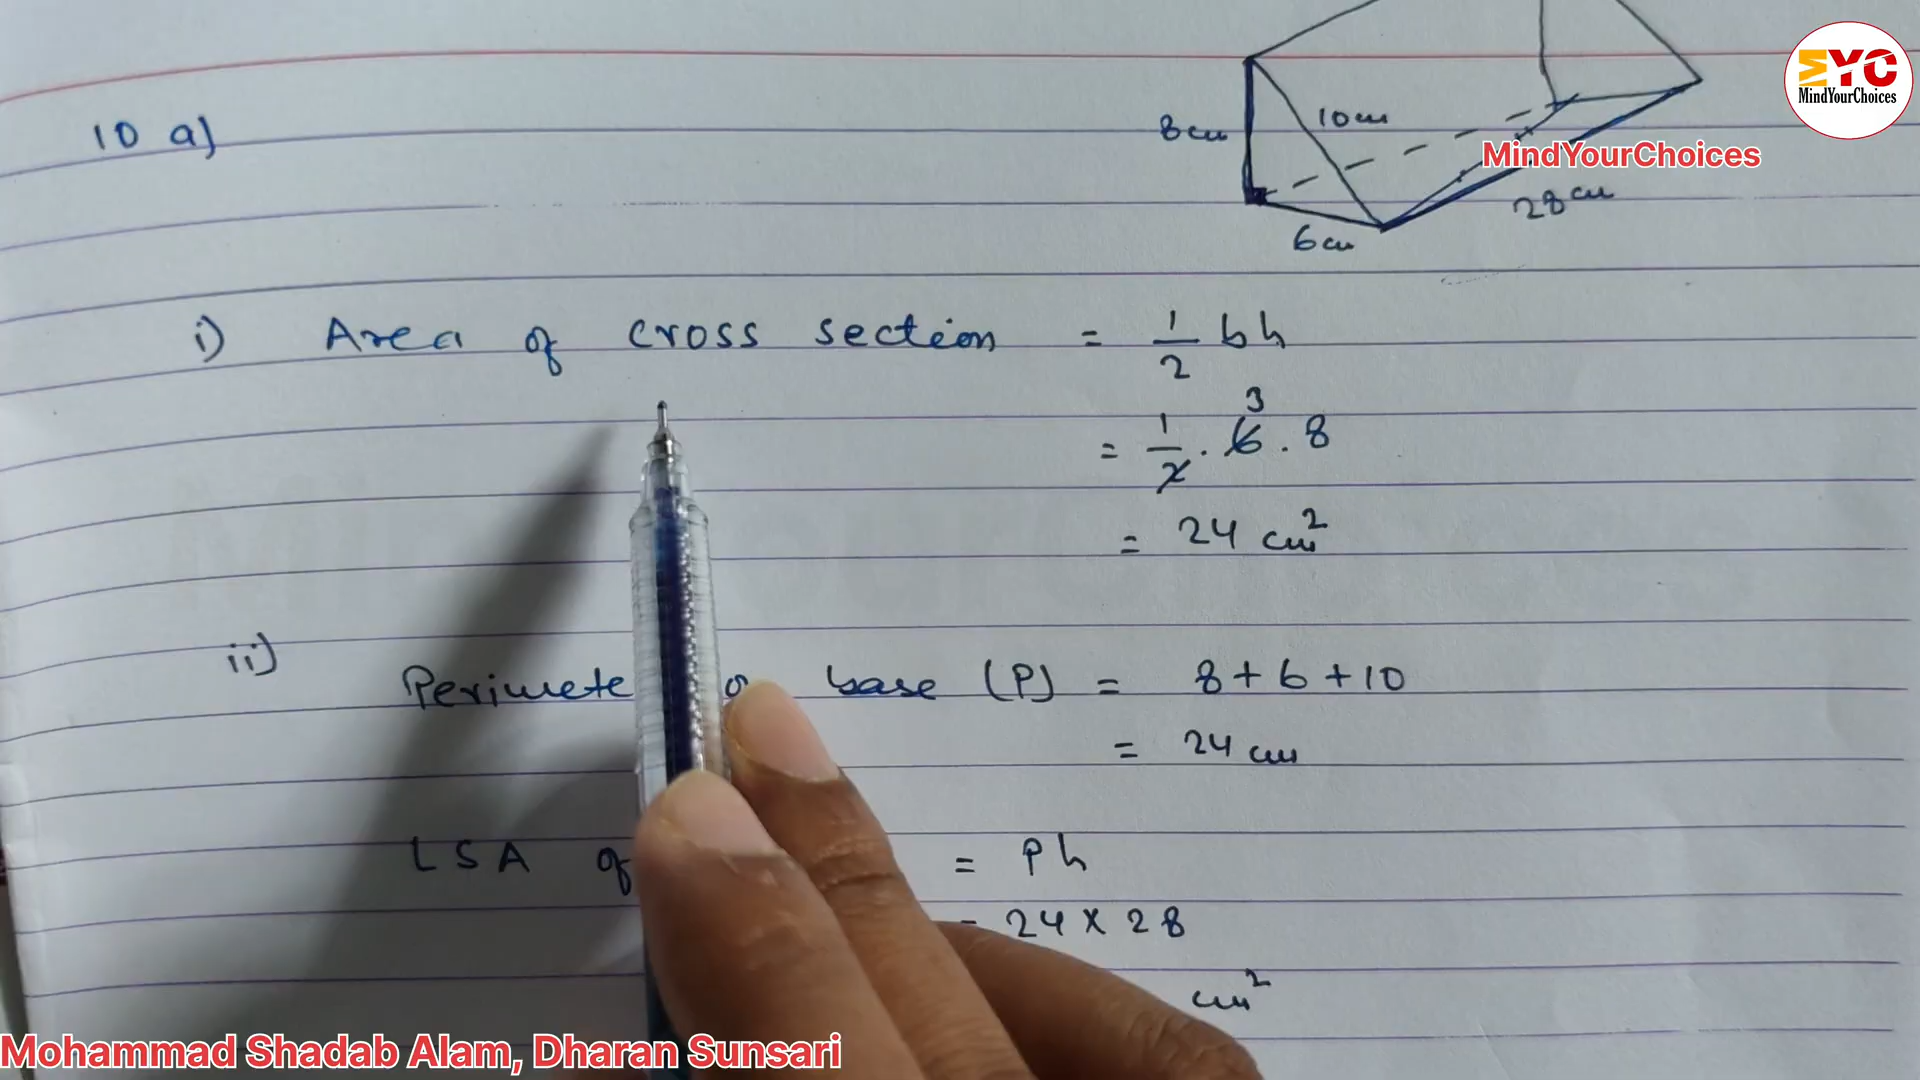 MYC
MindYourChoices
MindYourChoices
10 a)
8cm
10cm
28cm
6cm
i) Area of cross section = 1/2 bh
= 1/2 . 6 3 . 8
= 24 cm²
ii)
Perimete o base (P) = 8+6+10
= 24 cm
LSA of = Ph
= 24 x 28
cm²
Mohammad Shadab Alam, Dharan Sunsari